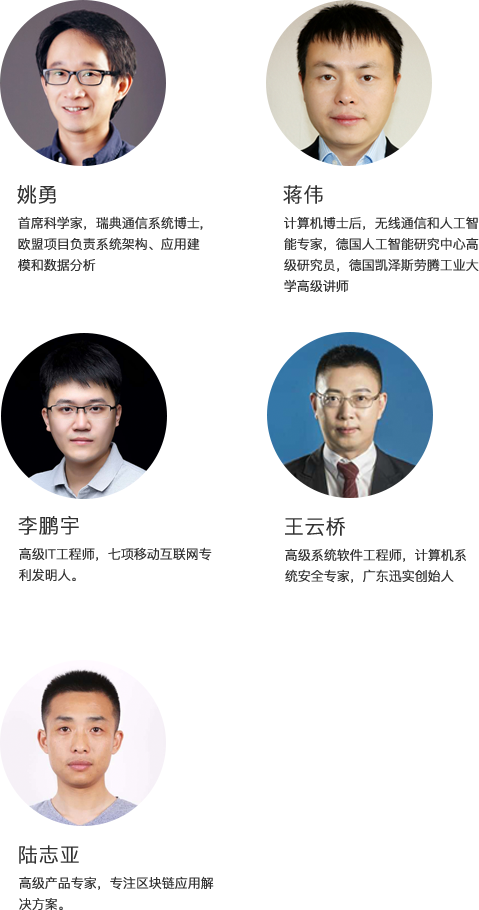 姚勇
首席科学家，瑞典通信系统博士，
欧盟项目负责系统架构、应用建
模和数据分析
蒋伟
计算机博士后，无线通信和人工智
能专家，德国人工智能研究中心高
级研究员，德国凯泽斯劳腾工业大
学高级讲师
李鹏宇
高级IT工程师，七项移动互联网专
利发明人。
王云桥
高级系统软件工程师，计算机系
统安全专家，广东迅实创始人
陆志亚
高级产品专家，专注区块链应用解
决方案。